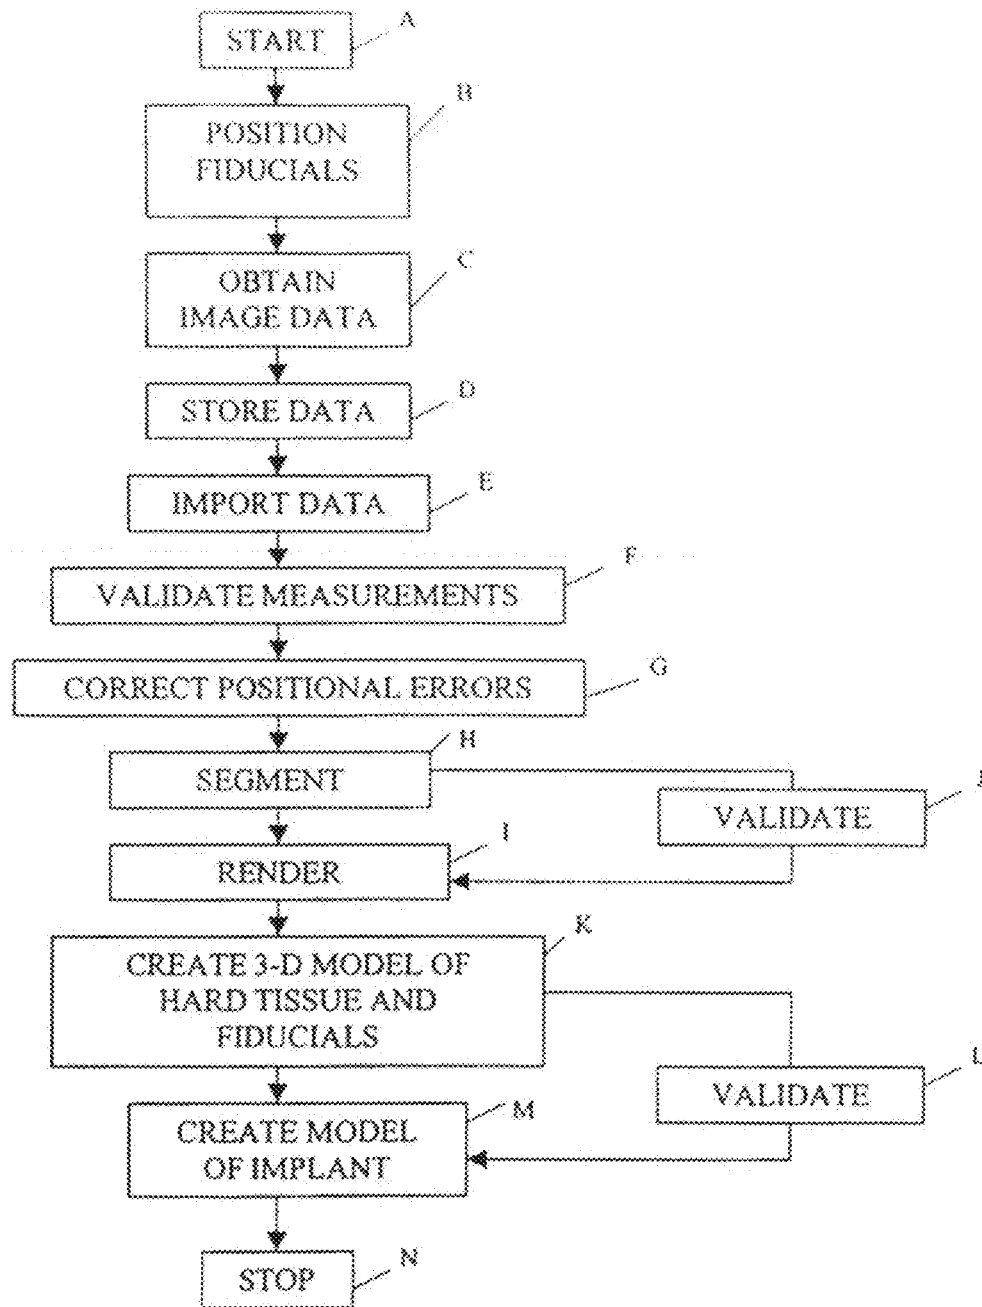 START
A
POSITION
FIDUCIALS
B
OBTAIN
IMAGE DATA
C
STORE DATA
D
IMPORT DATA
E
VALIDATE MEASUREMENTS
F
CORRECT POSITIONAL ERRORS
G
SEGMENT
H
VALIDATE
J
RENDER
I
CREATE 3-D MODEL OF
HARD TISSUE AND
FIDUCIALS
K
VALIDATE
L
CREATE MODEL
OF IMPLANT
M
STOP
N